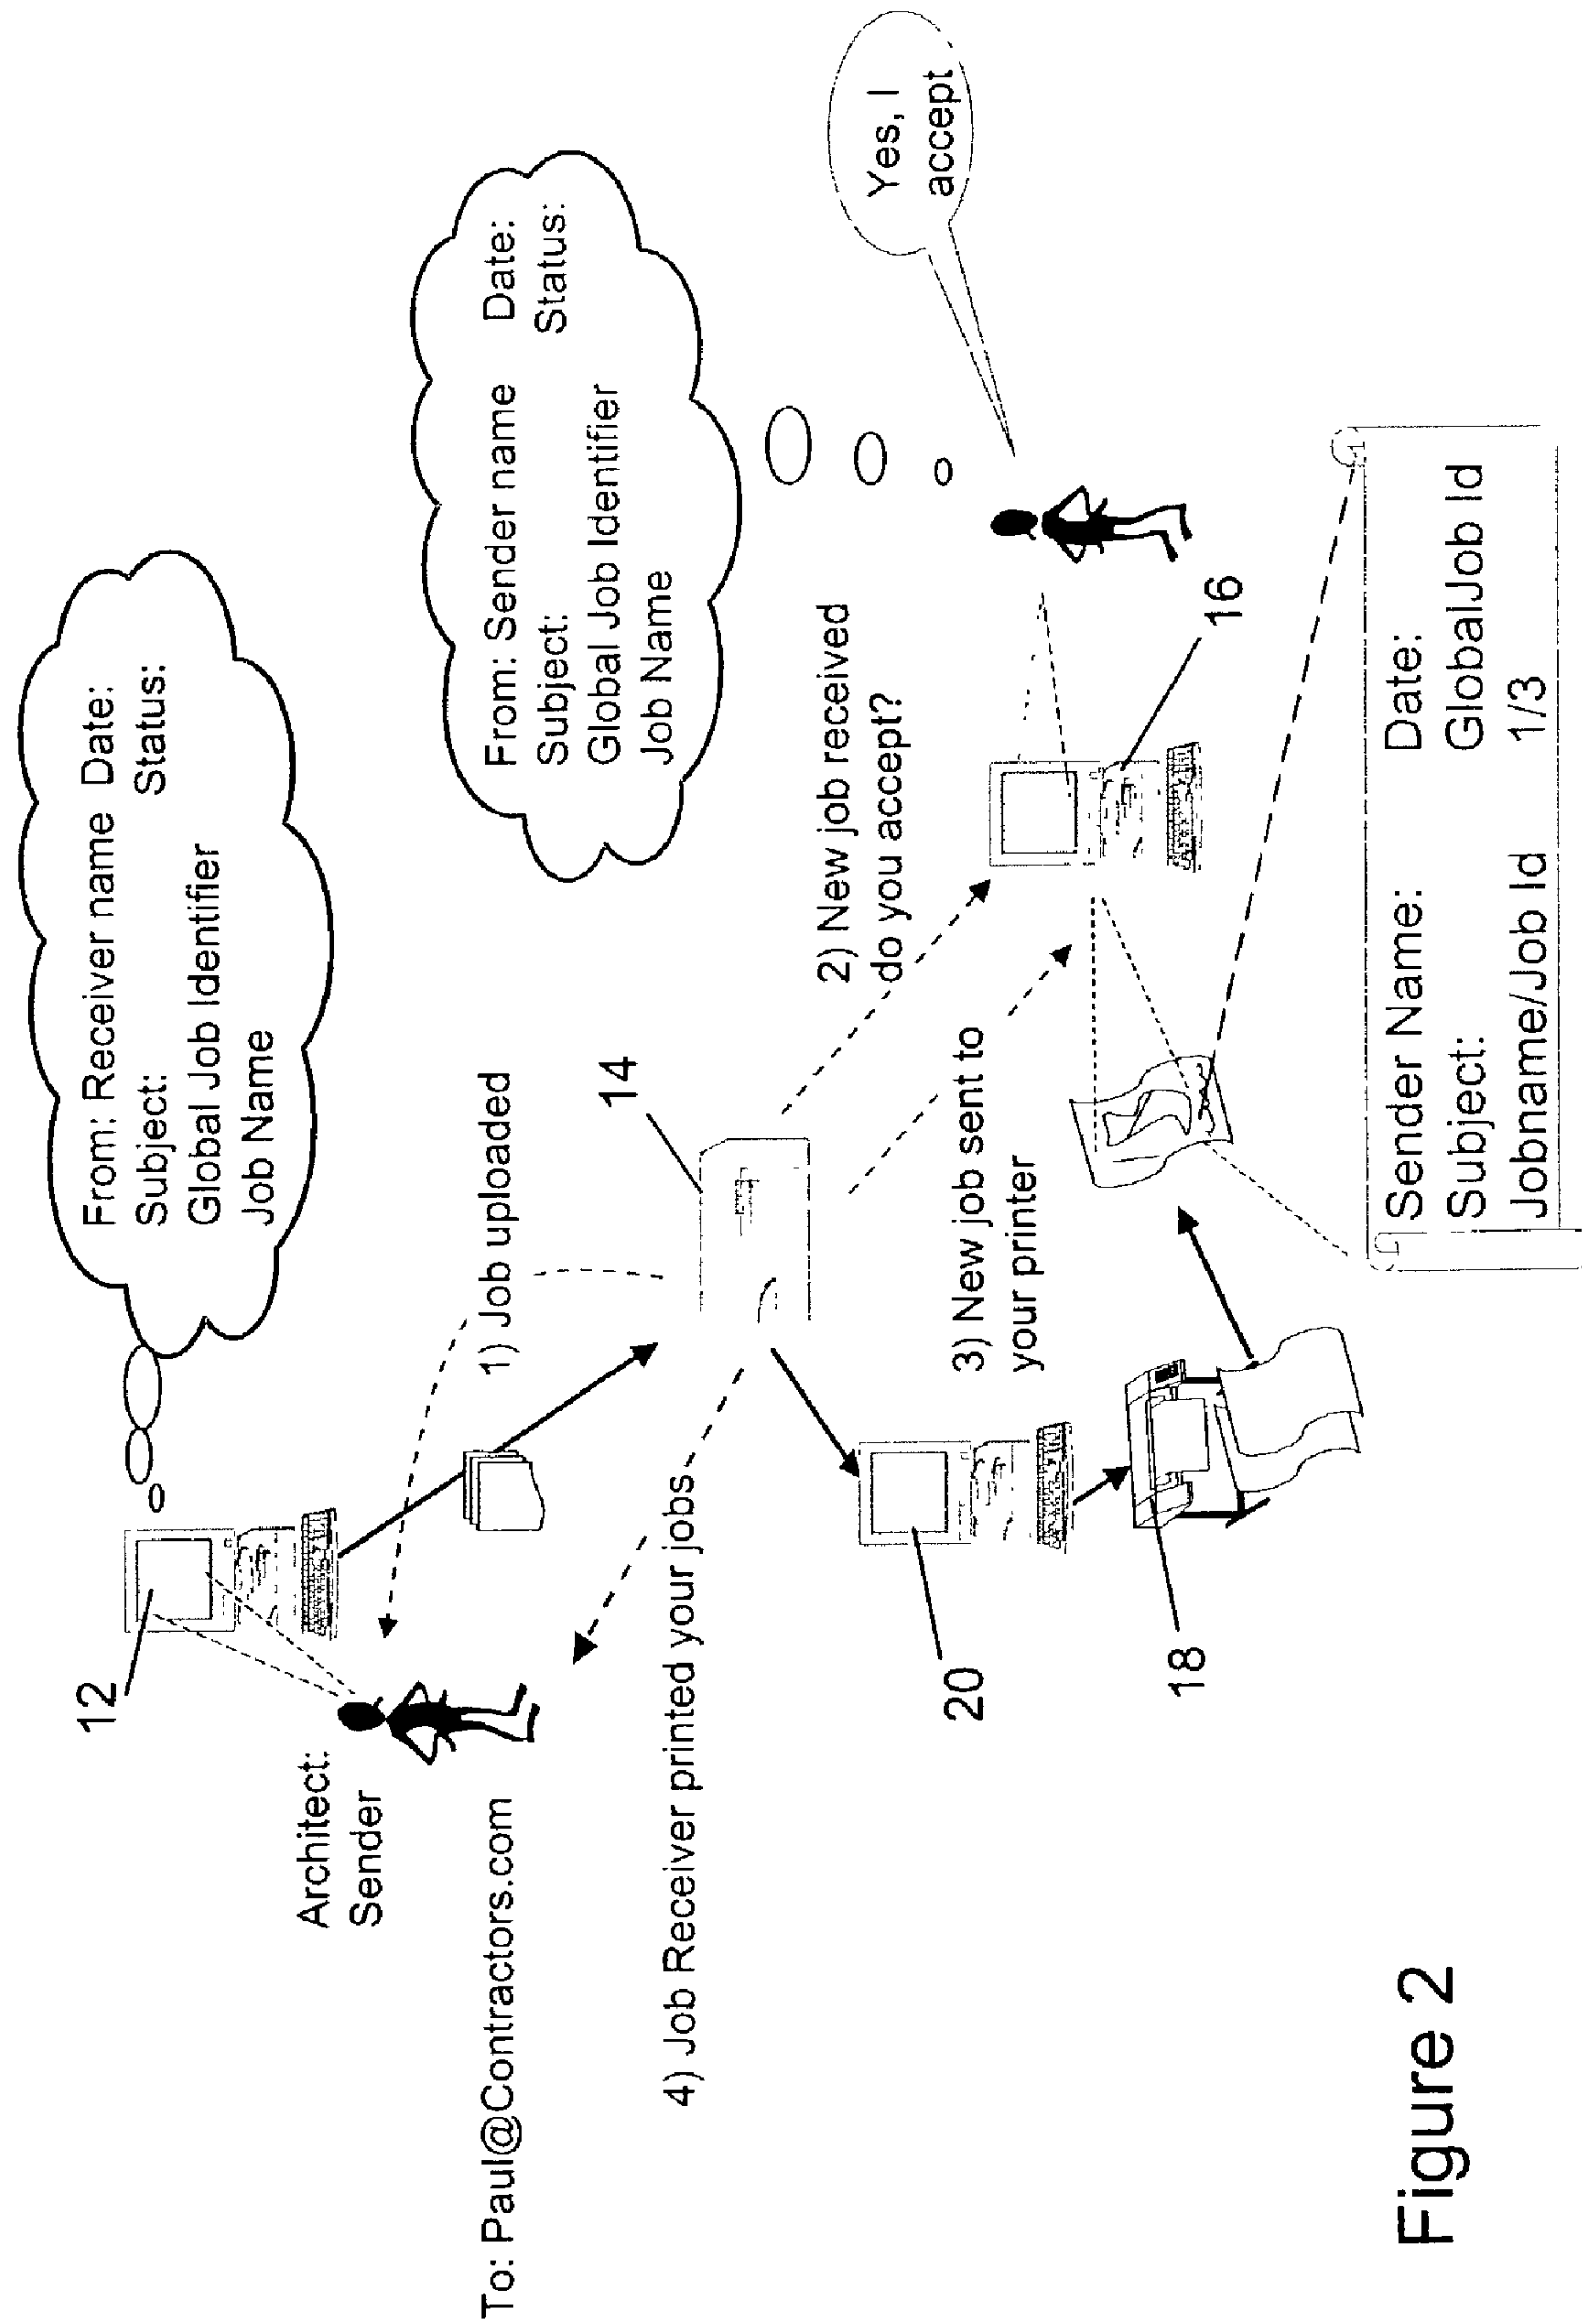 From: Receiver name Date:
Subject: Status:
Global Job Identifier
Job Name
12
Architect:
Sender
To: Paul@Contractors.com
1) Job uploaded
14
From: Sender name Date:
Subject: Status:
Global Job Identifier
Job Name
Yes, I
accept
2) New job received
do you accept?
16
3) New job sent to
your printer
4) Job Receiver printed your jobs
20
18
Sender Name: Date:
Subject: GlobalJob Id
Jobname/Job Id 1/3
Figure 2